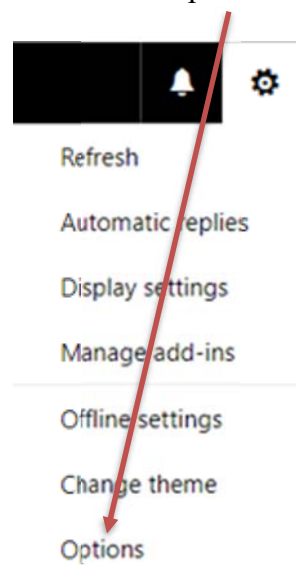 Refresh
Automatic replies
Display settings
Manage add-ins
Offline settings
Change theme
Options